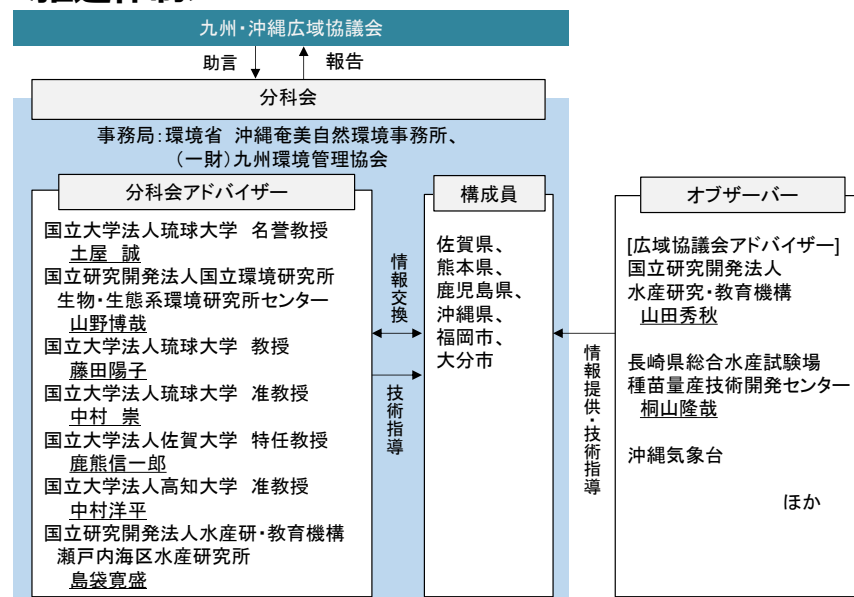 九州・沖縄広域協議会
助言
報告
分科会
事務局:環境省 沖縄奄美自然環境事務所、
(一財)九州環境管理協会
分科会アドバイザー
国立大学法人琉球大学 名誉教授
土屋 誠
国立研究開発法人国立環境研究所
生物・生態系環境研究所センター
山野博哉
国立大学法人琉球大学 教授
藤田陽子
国立大学法人琉球大学 准教授
中村 崇
国立大学法人佐賀大学 特任教授
鹿熊信一郎
国立大学法人高知大学 准教授
中村洋平
国立研究開発法人水産研・教育機構
瀬戸内海区水産研究所
島袋寛盛
情報交換
技術指導
構成員
佐賀県、
熊本県、
鹿児島県、
沖縄県、
福岡市、
大分市
情報提供・技術指導
オブザーバー
[広域協議会アドバイザー]
国立研究開発法人
水産研究・教育機構
山田秀秋
長崎県総合水産試験場
種苗量産技術開発センター
桐山隆哉
沖縄気象台
ほか